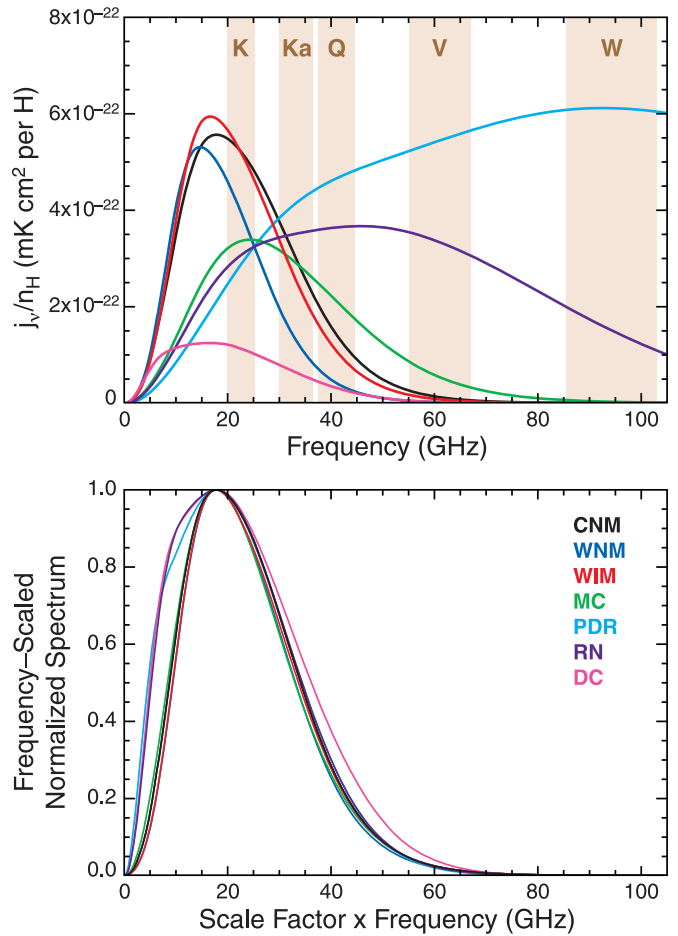 8x10−22
K Ka Q V W
6x10−22
4x10−22
2x10−22
0
jν/nH (mK cm2 per H)
0 20 40 60 80 100
Frequency (GHz)
1.0
0.8
0.6
0.4
0.2
0.0
Frequency–Scaled
Normalized Spectrum
CNM
WNM
WIM
MC
PDR
RN
DC
0 20 40 60 80 100
Scale Factor x Frequency (GHz)